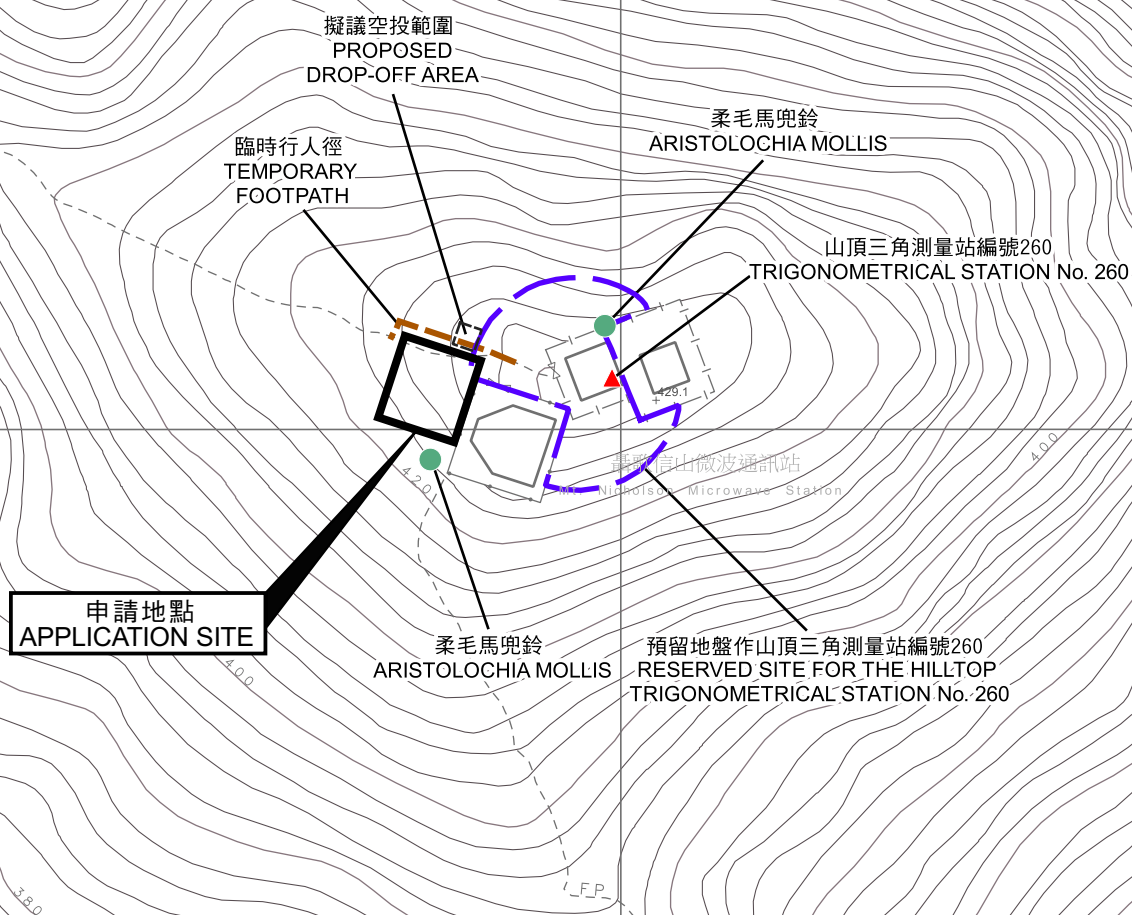 擬議空投範圍
PROPOSED
DROP-OFF AREA
柔毛馬兜鈴
ARISTOLOCHIA MOLLIS
臨時行人徑
TEMPORARY
FOOTPATH
山頂三角測量站編號260
TRIGONOMETRICAL STATION No. 260
429.1
400
聶歌信山微波通訊站
Mt. Nicholson Microwave Station
420
申請地點
APPLICATION SITE
柔毛馬兜鈴
ARISTOLOCHIA MOLLIS
預留地盤作山頂三角測量站編號260
RESERVED SITE FOR THE HILLTOP
TRIGONOMETRICAL STATION No. 260
400
380
FP